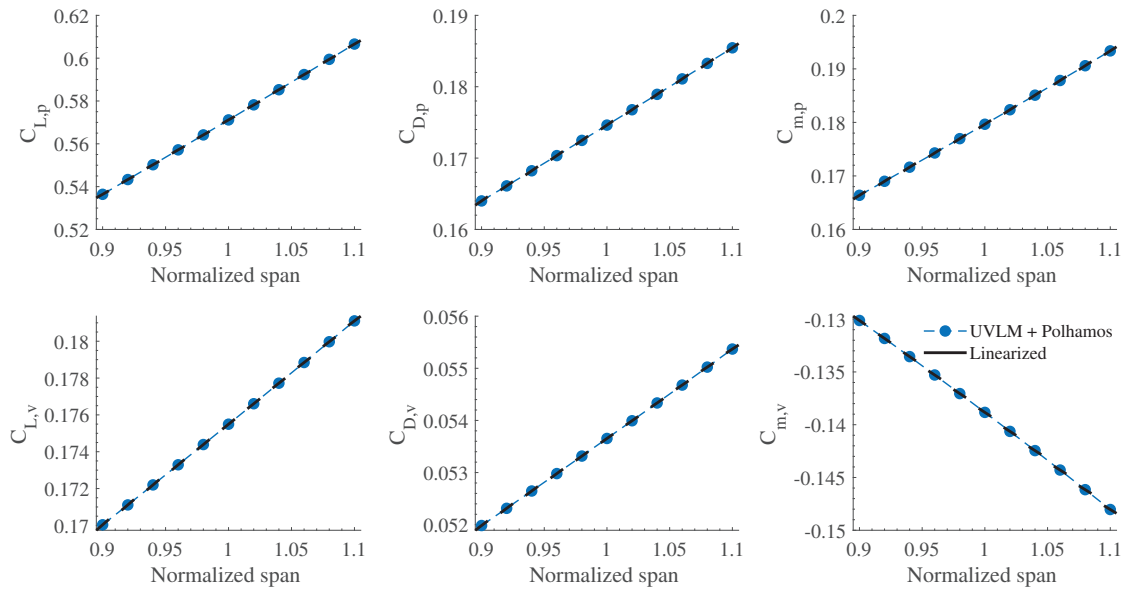 0.62
0.6
0.58
0.56
0.54
0.52
C_{L,p}
0.9 0.95 1 1.05 1.1
Normalized span
0.19
0.18
0.17
0.16
C_{D,p}
0.9 0.95 1 1.05 1.1
Normalized span
0.2
0.19
0.18
0.17
0.16
C_{m,p}
0.9 0.95 1 1.05 1.1
Normalized span
0.18
0.178
0.176
0.174
0.172
0.17
C_{L,v}
0.9 0.95 1 1.05 1.1
Normalized span
0.056
0.055
0.054
0.053
0.052
C_{D,v}
0.9 0.95 1 1.05 1.1
Normalized span
-0.13
-0.135
-0.14
-0.145
-0.15
C_{m,v}
UVLM + Polhamos
Linearized
0.9 0.95 1 1.05 1.1
Normalized span